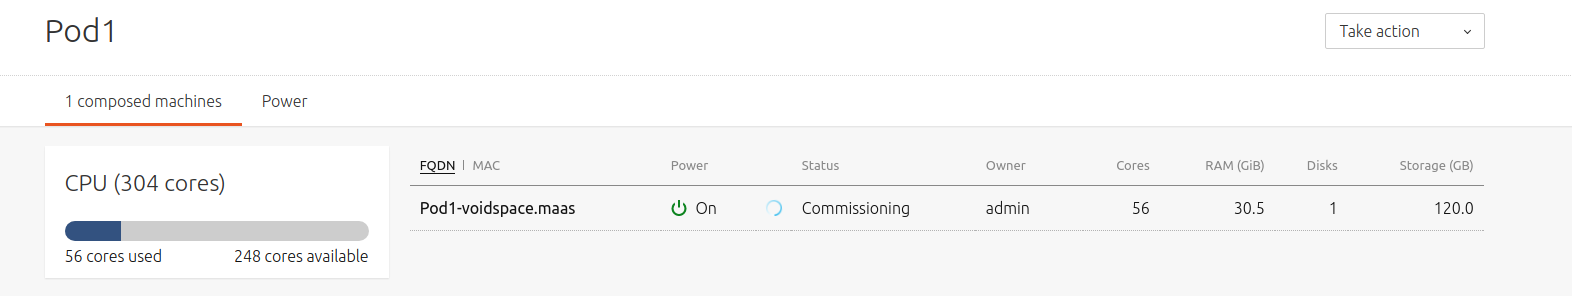 Pod1
Take action
1 composed machines Power
CPU (304 cores)
56 cores used 248 cores available
FQDN | MAC Power Status Owner Cores RAM (GiB) Disks Storage (GB)
Pod1-voidspace.maas On Commissioning admin 56 30.5 1 120.0